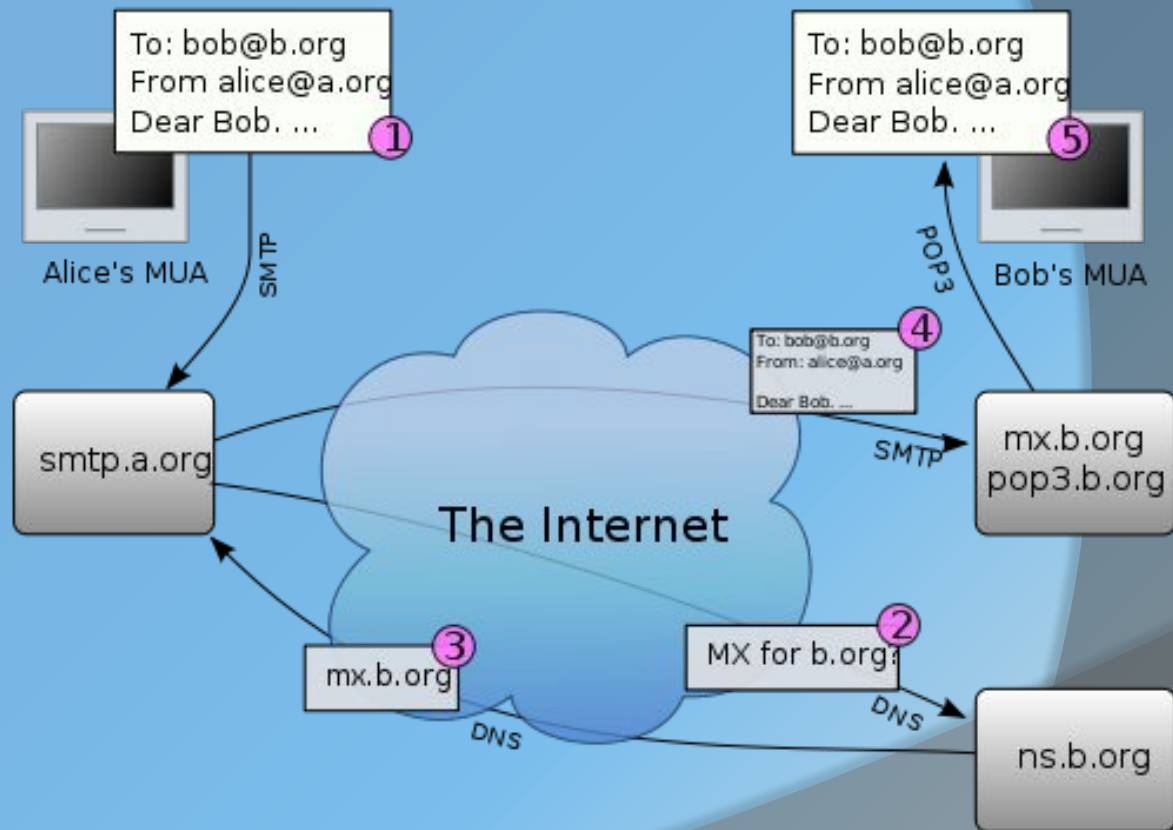 To: bob@b.org
From alice@a.org
Dear Bob. ...
1
Alice's MUA
SMTP
To: bob@b.org
From alice@a.org
Dear Bob. ...
5
Bob's MUA
POP3
To: bob@b.org
From: alice@a.org
Dear Bob. ...
4
SMTP
smtp.a.org
mx.b.org
pop3.b.org
The Internet
mx.b.org
3
DNS
MX for b.org?
2
DNS
ns.b.org